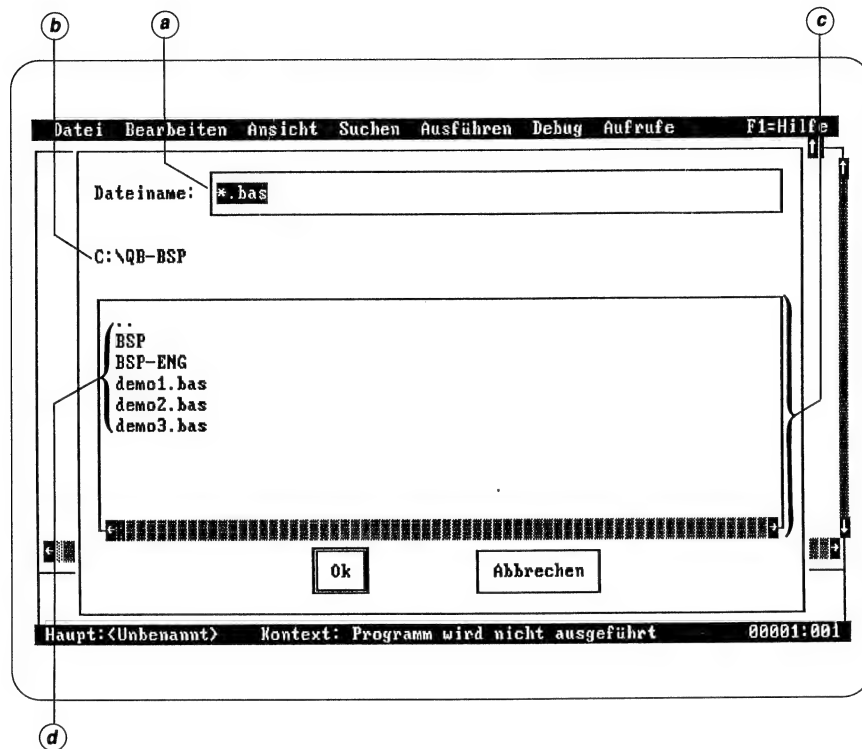 b a c
Datei Bearbeiten Ansicht Suchen Ausführen Debug Aufrufe F1=Hilfe
Dateiname: *.bas
C:\QB-BSP
..
BSP
BSP-ENG
demo1.bas
demo2.bas
demo3.bas
Ok Abbrechen
Haupt:<Unbenannt> Kontext: Programm wird nicht ausgeführt 00001:001
d